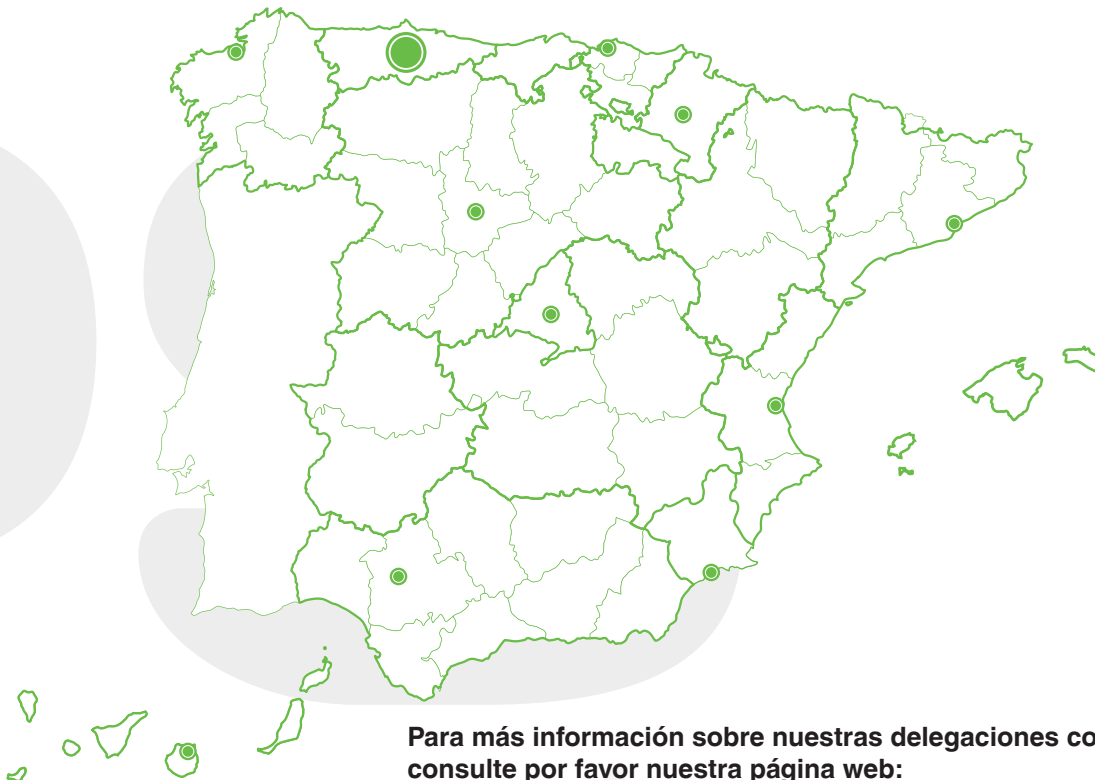 Para más información sobre nuestras delegaciones co
consulte por favor nuestra página web: